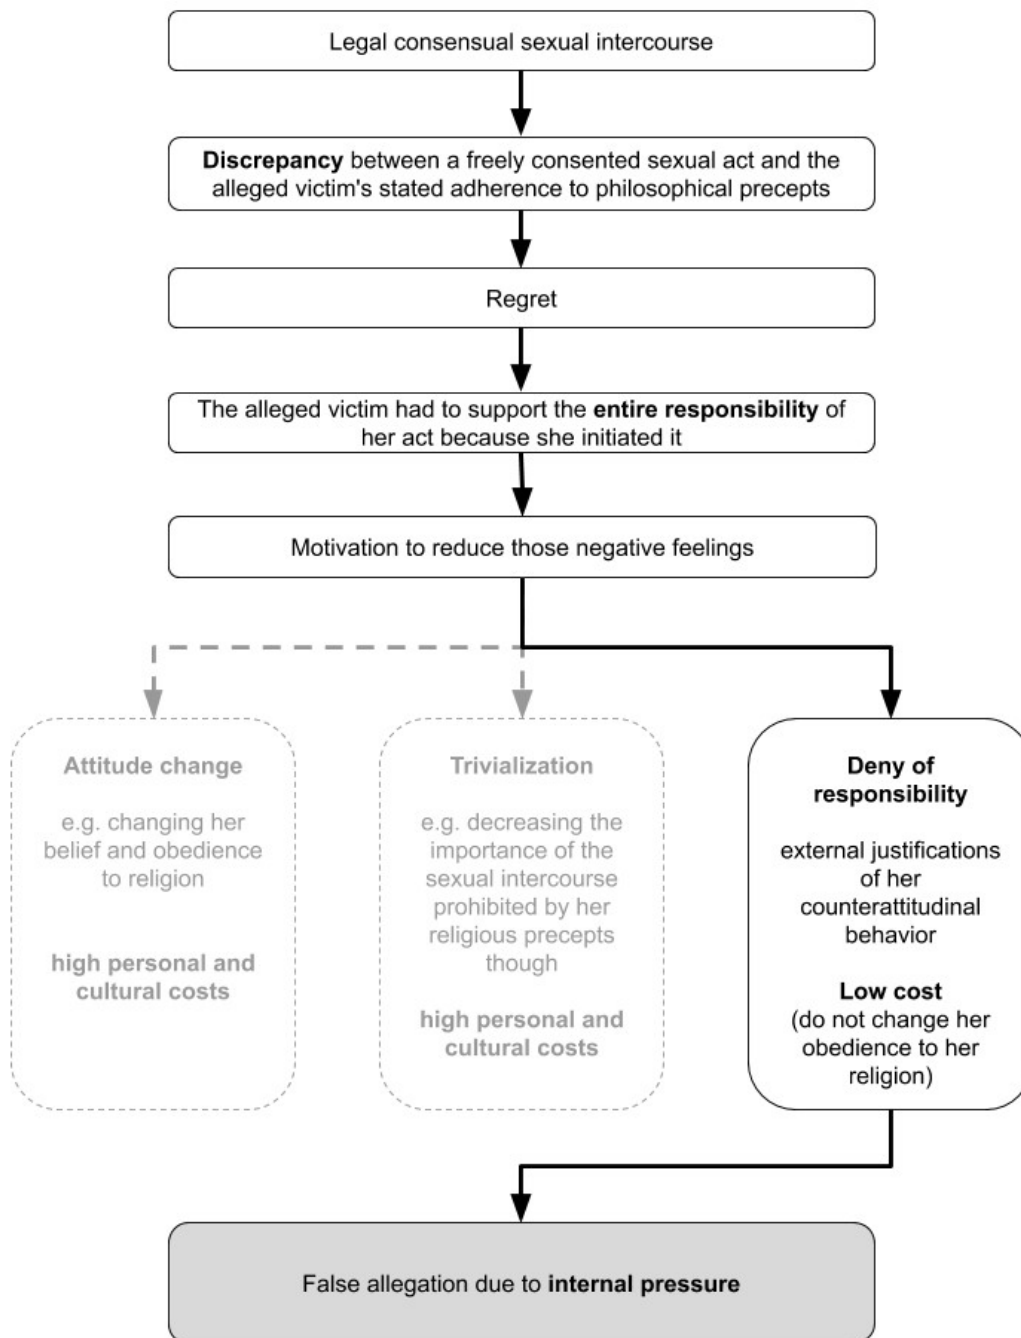 Legal consensual sexual intercourse
Discrepancy between a freely consented sexual act and the
alleged victim's stated adherence to philosophical precepts
Regret
The alleged victim had to support the entire responsibility of
her act because she initiated it
Motivation to reduce those negative feelings
Attitude change
e.g. changing her
belief and obedience
to religion
high personal and
cultural costs
Trivialization
e.g. decreasing the
importance of the
sexual intercourse
prohibited by her
religious precepts
though
high personal and
cultural costs
Deny of
responsibility
external justifications
of her
counterattitudinal
behavior
Low cost
(do not change her
obedience to her
religion)
False allegation due to internal pressure